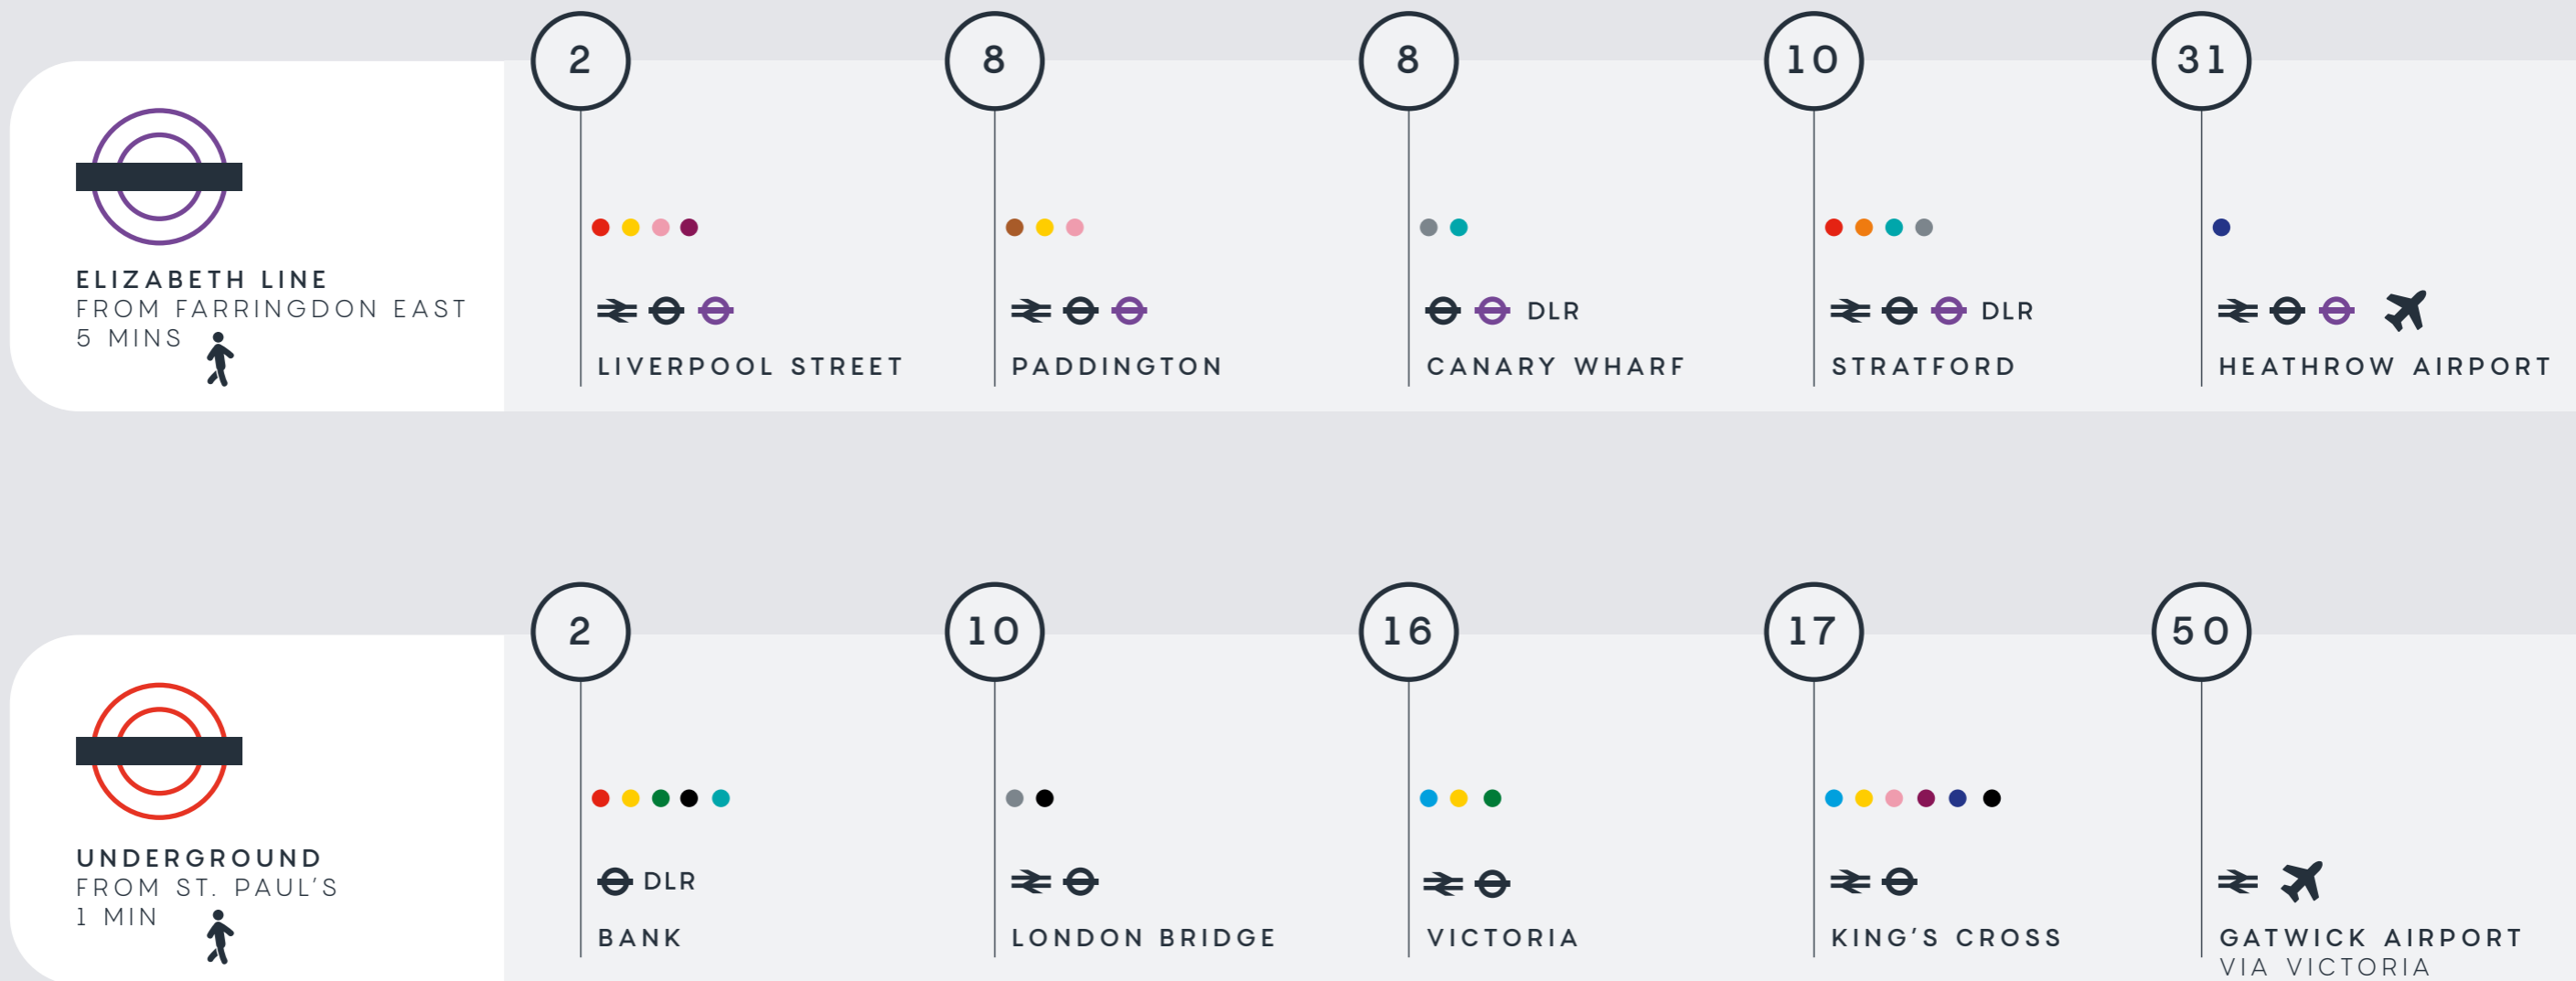 2
8
8
10
31
ELIZABETH LINE
FROM FARRINGDON EAST
5 MINS
DLR
DLR
LIVERPOOL STREET
PADDINGTON
CANARY WHARF
STRATFORD
HEATHROW AIRPORT
2
10
16
17
50
UNDERGROUND
FROM ST. PAUL'S
1 MIN
DLR
BANK
LONDON BRIDGE
VICTORIA
KING'S CROSS
GATWICK AIRPORT
VIA VICTORIA